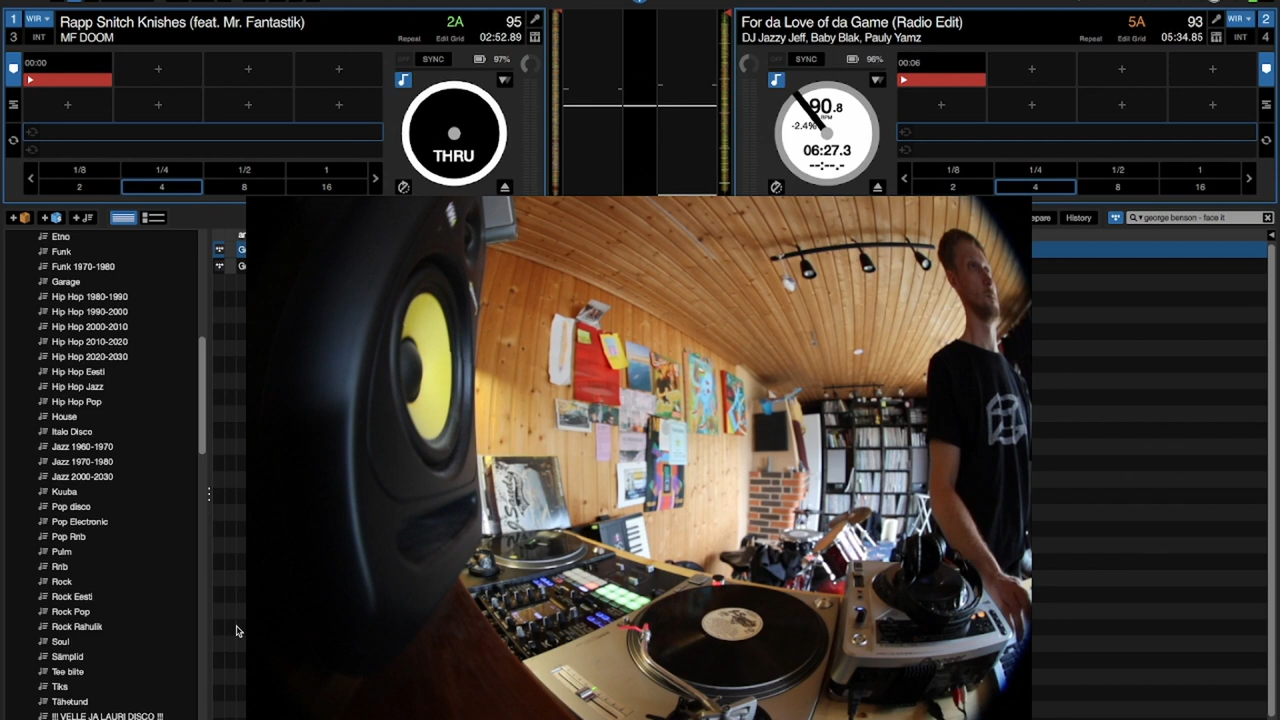 1 WIR Rapp Snitch Knishes (feat. Mr. Fantastik) 2A 95
3 MF DOOM Repeat Edit Grid 02:52.89
For da Love of da Game (Radio Edit) 5A 93 WIR 2
DJ Jazzy Jeff, Baby Blak, Pauly Yamz Repeat Edit Grid 05:34.85 INT 4
00:00
OFF SYNC 97%
OFF SYNC 96%
00:06
THRU
90.8
BPM
-2.4%
06:27.3
--:--.-
1/8 1/4 1/2 1
2 4 8 16
1/8 1/4 1/2 1
2 4 8 16
History george benson - face it
Etno
Funk
Funk 1970-1980
Garage
Hip Hop 1980-1990
Hip Hop 1990-2000
Hip Hop 2000-2010
Hip Hop 2010-2020
Hip Hop 2020-2030
Hip Hop Eesti
Hip Hop Jazz
Hip Hop Pop
House
Italo Disco
Jazz 1960-1970
Jazz 1970-1980
Jazz 2000-2030
Kuuba
Pop disco
Pop Electronic
Pop Rnb
Pulm
Rnb
Rock
Rock Eesti
Rock Pop
Rock Rahulik
Soul
Sämplid
Tee biite
Tiks
Tähetund
!!! VELLE JA LAURI DISCO !!!